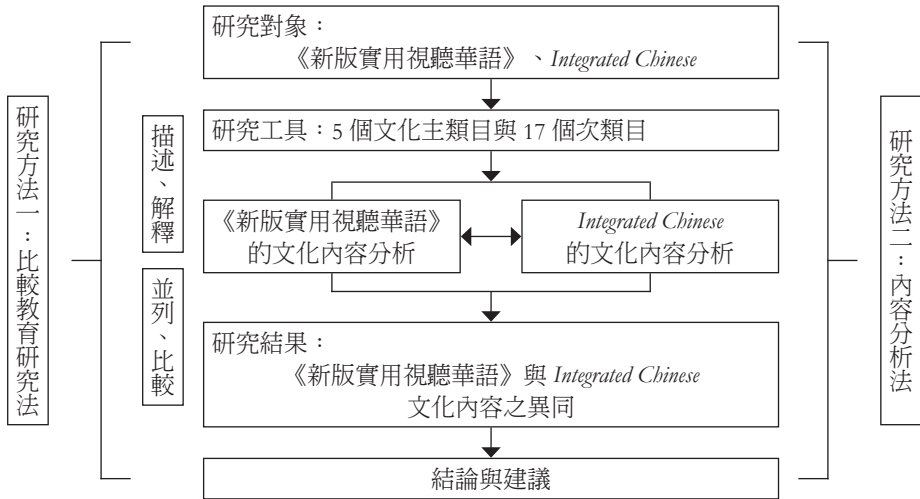 研究方法一：比較教育研究法
描述、解釋
並列、比較
研究對象：
《新版實用視聽華語》、Integrated Chinese
研究工具：5 個文化主類目與 17 個次類目
《新版實用視聽華語》
的文化內容分析
Integrated Chinese
的文化內容分析
研究結果：
《新版實用視聽華語》與 Integrated Chinese
文化內容之異同
結論與建議
研究方法二：內容分析法